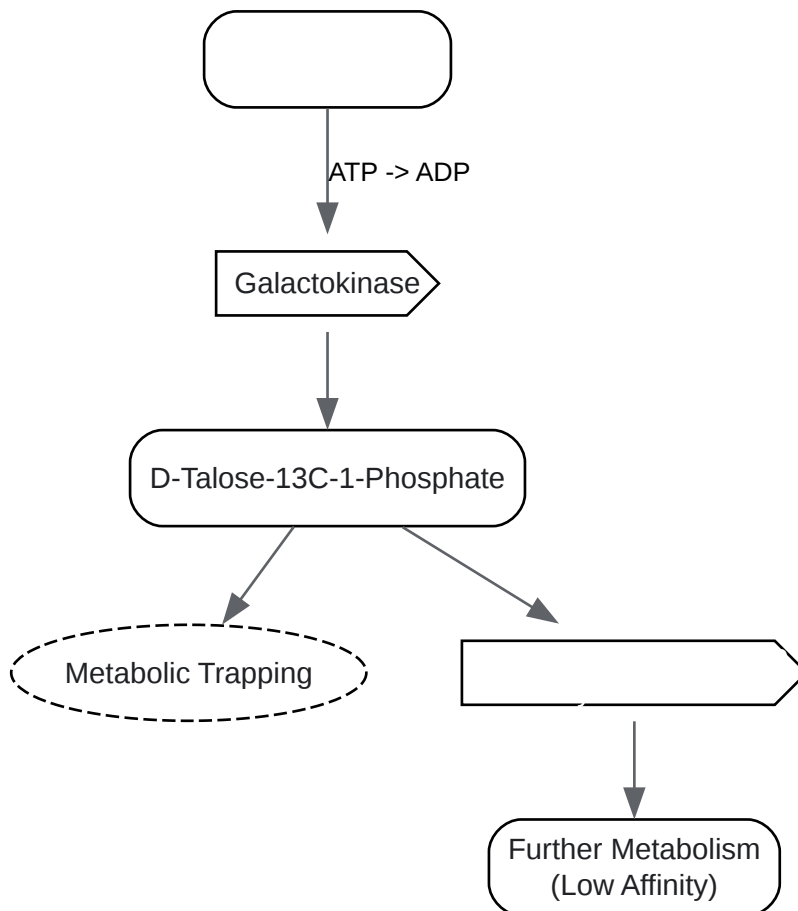 ATP -> ADP
Galactokinase
D-Talose-13C-1-Phosphate
Metabolic Trapping
Further Metabolism
(Low Affinity)